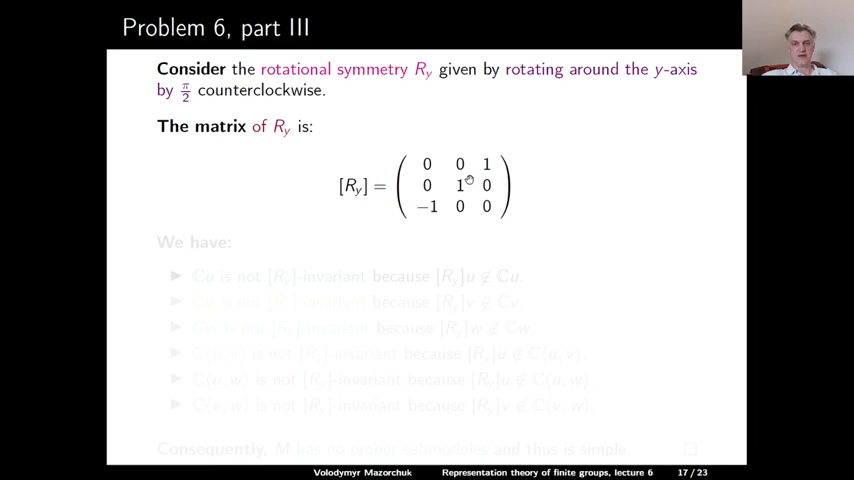 Problem 6, part III
Consider the rotational symmetry R_y given by rotating around the y-axis
by π/2 counterclockwise.
The matrix of R_y is:
[R_y] = ( 0 0 1
0 1 0
−1 0 0 )
We have:
▶ ℂu is not [R_y]-invariant because [R_y]u ∉ ℂu.
▶ ℂv is not [R_y]-invariant because [R_y]v ∉ ℂv.
▶ ℂw is not [R_y]-invariant because [R_y]w ∉ ℂw.
▶ ℂ⟨u, v⟩ is not [R_y]-invariant because [R_y]u ∉ ℂ⟨u, v⟩.
▶ ℂ⟨u, w⟩ is not [R_y]-invariant because [R_y]u ∉ ℂ⟨u, w⟩
▶ ℂ⟨v, w⟩ is not [R_y]-invariant because [R_y]v ∉ ℂ⟨v, w⟩.
Consequently, M has no proper submodules and thus is simple. □
Volodymyr Mazorchuk Representation theory of finite groups, lecture 6 17 / 23